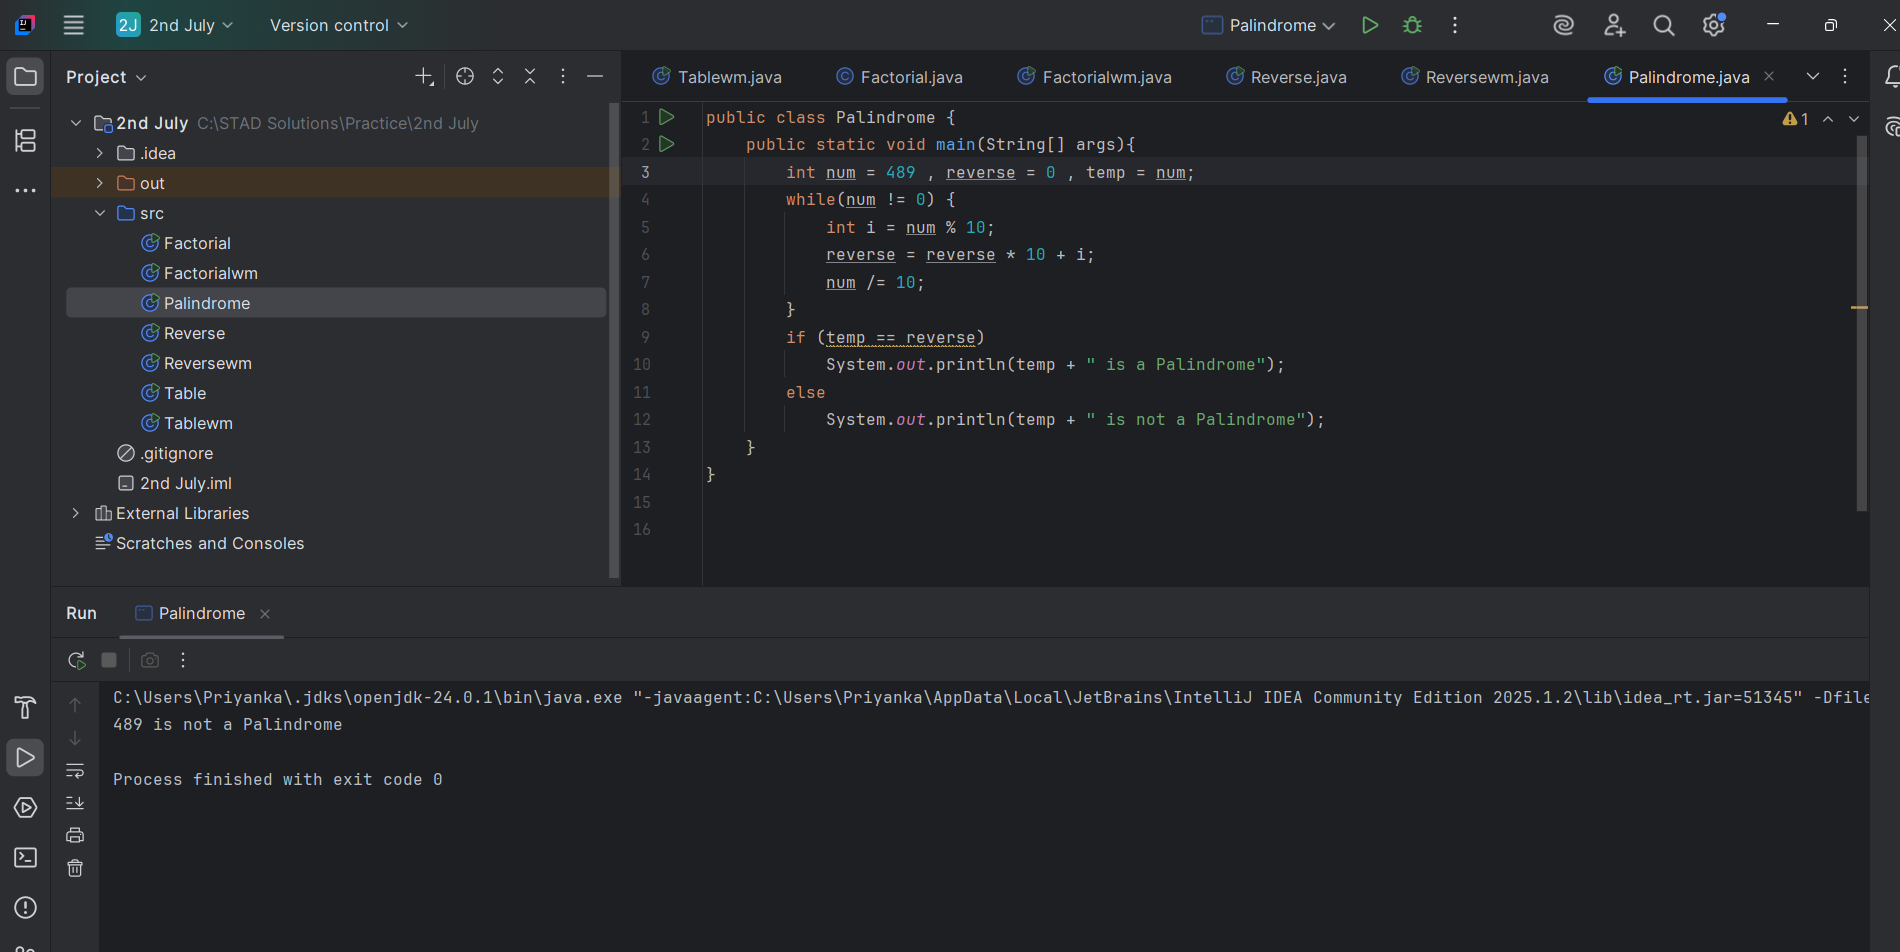 2J 2nd July Version control Palindrome
Project
Tablewm.java Factorial.java Factorialwm.java Reverse.java Reversewm.java Palindrome.java
2nd July C:\STAD Solutions\Practice\2nd July
.idea
out
src
Factorial
Factorialwm
Palindrome
Reverse
Reversewm
Table
Tablewm
.gitignore
2nd July.iml
External Libraries
Scratches and Consoles
1 public class Palindrome { 1
2 public static void main(String[] args){
3 int num = 489 , reverse = 0 , temp = num;
4 while(num != 0) {
5 int i = num % 10;
6 reverse = reverse * 10 + i;
7 num /= 10;
8 }
9 if (temp == reverse)
10 System.out.println(temp + " is a Palindrome");
11 else
12 System.out.println(temp + " is not a Palindrome");
13 }
14 }
15
16
Run Palindrome
C:\Users\Priyanka\.jdks\openjdk-24.0.1\bin\java.exe "-javaagent:C:\Users\Priyanka\AppData\Local\JetBrains\IntelliJ IDEA Community Edition 2025.1.2\lib\idea_rt.jar=51345" -Dfile
489 is not a Palindrome
Process finished with exit code 0